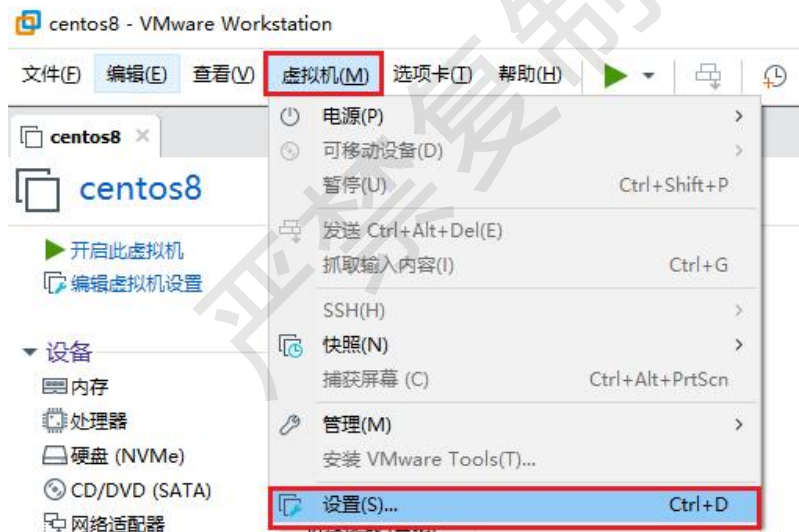 centos8 - VMware Workstation
文件(F) 编辑(E) 查看(V) 虚拟机(M) 选项卡(T) 帮助(H)
centos8
centos8
开启此虚拟机
编辑虚拟机设置
设备
内存
处理器
硬盘 (NVMe)
CD/DVD (SATA)
网络适配器
电源(P)
可移动设备(D)
暂停(U) Ctrl+Shift+P
发送 Ctrl+Alt+Del(E)
抓取输入内容(I) Ctrl+G
SSH(H)
快照(N)
捕获屏幕 (C) Ctrl+Alt+PrtScn
管理(M)
安装 VMware Tools(T)...
设置(S)... Ctrl+D
严禁复制